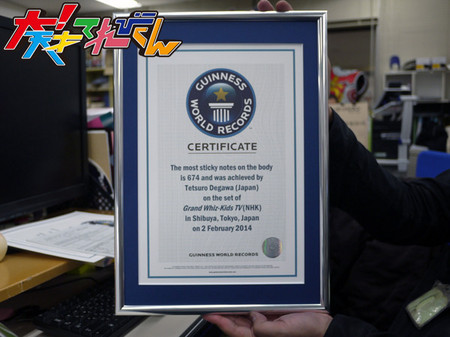 大!天才てれびくん
GUINNESS
WORLD RECORDS
CERTIFICATE
The most sticky notes on the body
is 674 and was achieved by
Tetsuro Degawa (Japan)
on the set of
Grand Whiz-Kids TV (NHK)
in Shibuya, Tokyo, Japan
on 2 February 2014
GUINNESS WORLD RECORDS